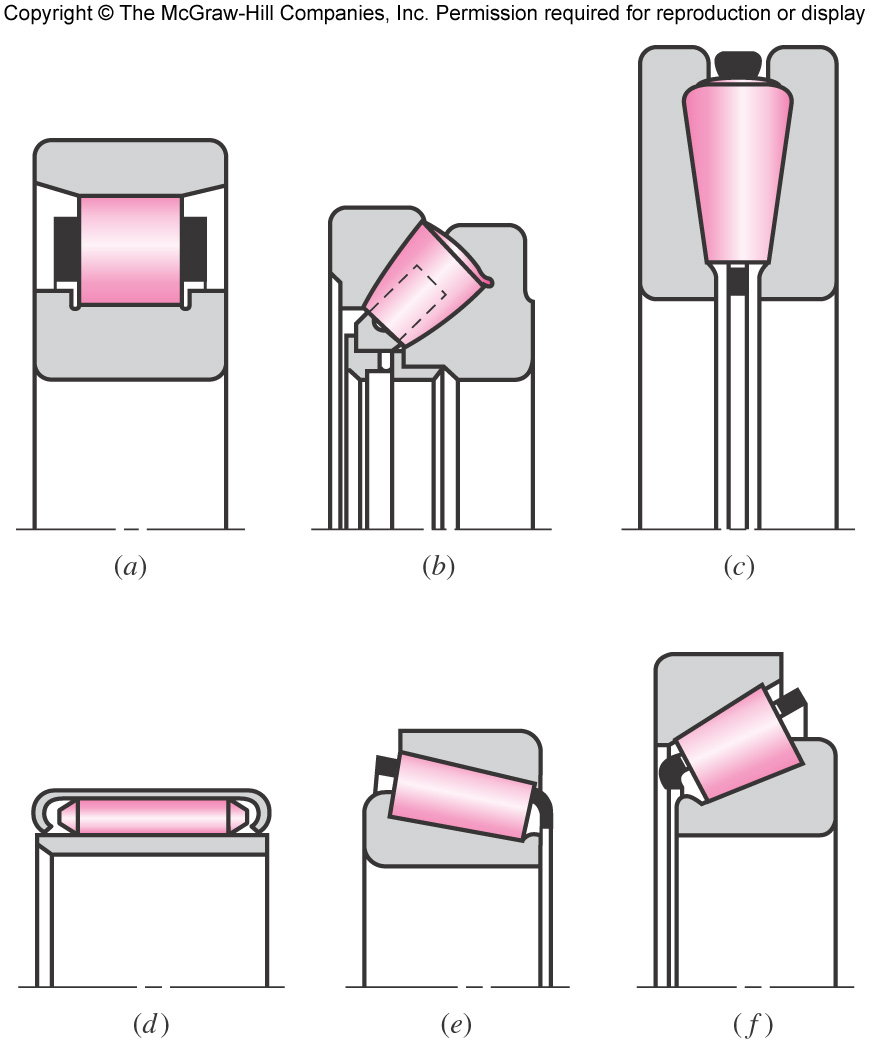 Copyright © The McGraw-Hill Companies, Inc. Permission required for reproduction or display
(a)
(b)
(c)
(d)
(e)
(f)